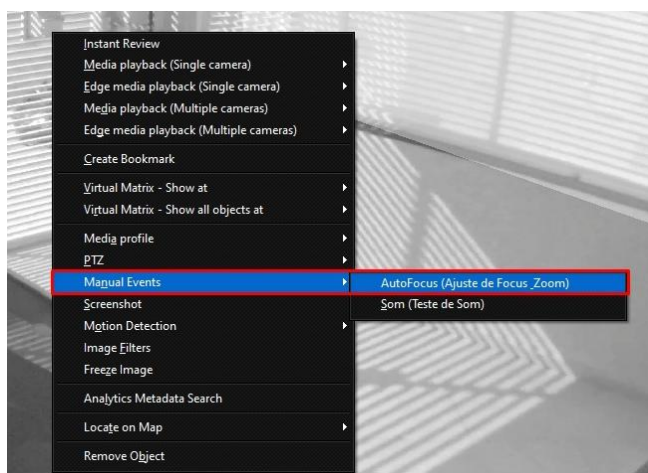 Instant Review
Media playback (Single camera)
Edge media playback (Single camera)
Media playback (Multiple cameras)
Edge media playback (Multiple cameras)
Create Bookmark
Virtual Matrix - Show at
Virtual Matrix - Show all objects at
Media profile
PTZ
Manual Events
AutoFocus (Ajuste de Focus_Zoom)
Screenshot
Som (Teste de Som)
Motion Detection
Image Filters
Freeze Image
Analytics Metadata Search
Locate on Map
Remove Object